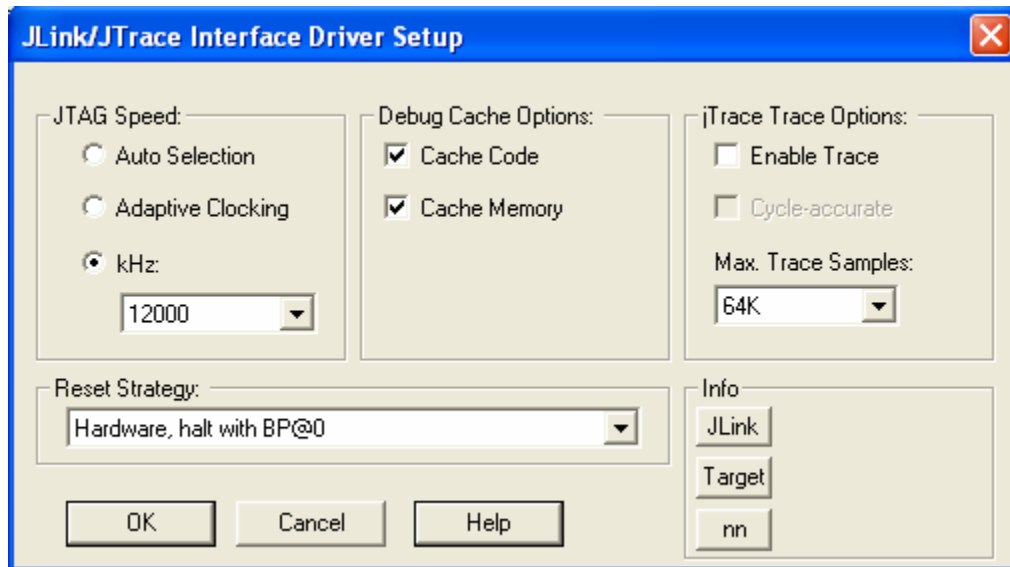 JLink/JTrace Interface Driver Setup
JTAG Speed:
Auto Selection
Adaptive Clocking
kHz:
12000
Debug Cache Options:
Cache Code
Cache Memory
jTrace Trace Options:
Enable Trace
Cycle-accurate
Max. Trace Samples:
64K
Reset Strategy:
Hardware, halt with BP@0
Info
JLink
Target
nn
OK
Cancel
Help